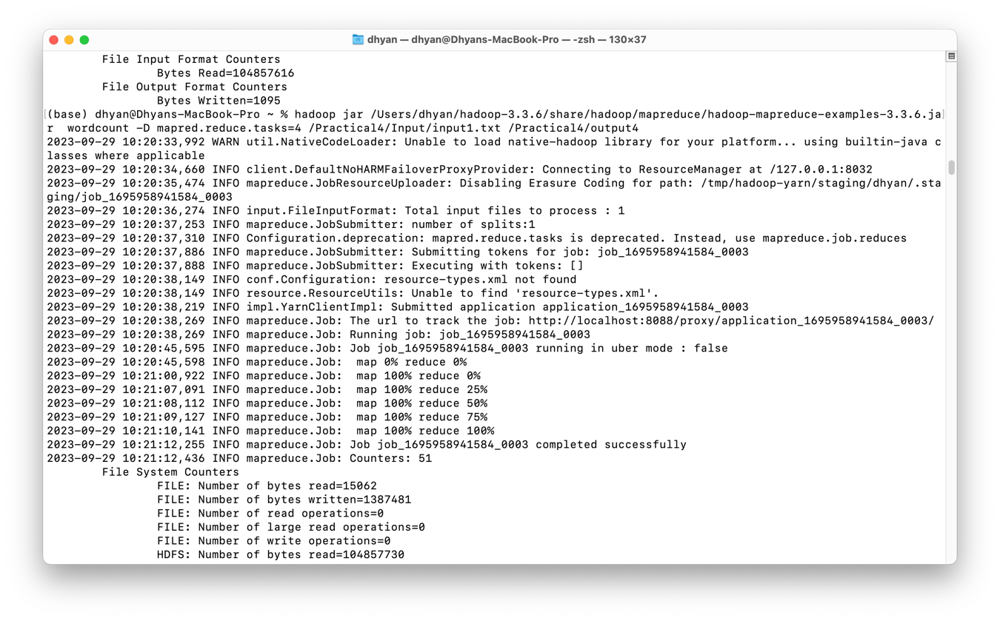 dhyan — dhyan@Dhyans-MacBook-Pro — -zsh — 130×37
File Input Format Counters
Bytes Read=104857616
File Output Format Counters
Bytes Written=1095
[(base) dhyan@Dhyans-MacBook-Pro ~ % hadoop jar /Users/dhyan/hadoop-3.3.6/share/hadoop/mapreduce/hadoop-mapreduce-examples-3.3.6.ja]
r  wordcount -D mapred.reduce.tasks=4 /Practical4/Input/input1.txt /Practical4/output4
2023-09-29 10:20:33,992 WARN util.NativeCodeLoader: Unable to load native-hadoop library for your platform... using builtin-java c
lasses where applicable
2023-09-29 10:20:34,660 INFO client.DefaultNoHARMFailoverProxyProvider: Connecting to ResourceManager at /127.0.0.1:8032
2023-09-29 10:20:35,474 INFO mapreduce.JobResourceUploader: Disabling Erasure Coding for path: /tmp/hadoop-yarn/staging/dhyan/.sta
ging/job_1695958941584_0003
2023-09-29 10:20:36,274 INFO input.FileInputFormat: Total input files to process : 1
2023-09-29 10:20:37,253 INFO mapreduce.JobSubmitter: number of splits:1
2023-09-29 10:20:37,310 INFO Configuration.deprecation: mapred.reduce.tasks is deprecated. Instead, use mapreduce.job.reduces
2023-09-29 10:20:37,886 INFO mapreduce.JobSubmitter: Submitting tokens for job: job_1695958941584_0003
2023-09-29 10:20:37,888 INFO mapreduce.JobSubmitter: Executing with tokens: []
2023-09-29 10:20:38,149 INFO conf.Configuration: resource-types.xml not found
2023-09-29 10:20:38,149 INFO resource.ResourceUtils: Unable to find 'resource-types.xml'.
2023-09-29 10:20:38,219 INFO impl.YarnClientImpl: Submitted application application_1695958941584_0003
2023-09-29 10:20:38,269 INFO mapreduce.Job: The url to track the job: http://localhost:8088/proxy/application_1695958941584_0003/
2023-09-29 10:20:38,269 INFO mapreduce.Job: Running job: job_1695958941584_0003
2023-09-29 10:20:45,595 INFO mapreduce.Job: Job job_1695958941584_0003 running in uber mode : false
2023-09-29 10:20:45,598 INFO mapreduce.Job:  map 0% reduce 0%
2023-09-29 10:21:00,922 INFO mapreduce.Job:  map 100% reduce 0%
2023-09-29 10:21:07,091 INFO mapreduce.Job:  map 100% reduce 25%
2023-09-29 10:21:08,112 INFO mapreduce.Job:  map 100% reduce 50%
2023-09-29 10:21:09,127 INFO mapreduce.Job:  map 100% reduce 75%
2023-09-29 10:21:10,141 INFO mapreduce.Job:  map 100% reduce 100%
2023-09-29 10:21:12,255 INFO mapreduce.Job: Job job_1695958941584_0003 completed successfully
2023-09-29 10:21:12,436 INFO mapreduce.Job: Counters: 51
File System Counters
FILE: Number of bytes read=15062
FILE: Number of bytes written=1387481
FILE: Number of read operations=0
FILE: Number of large read operations=0
FILE: Number of write operations=0
HDFS: Number of bytes read=104857730